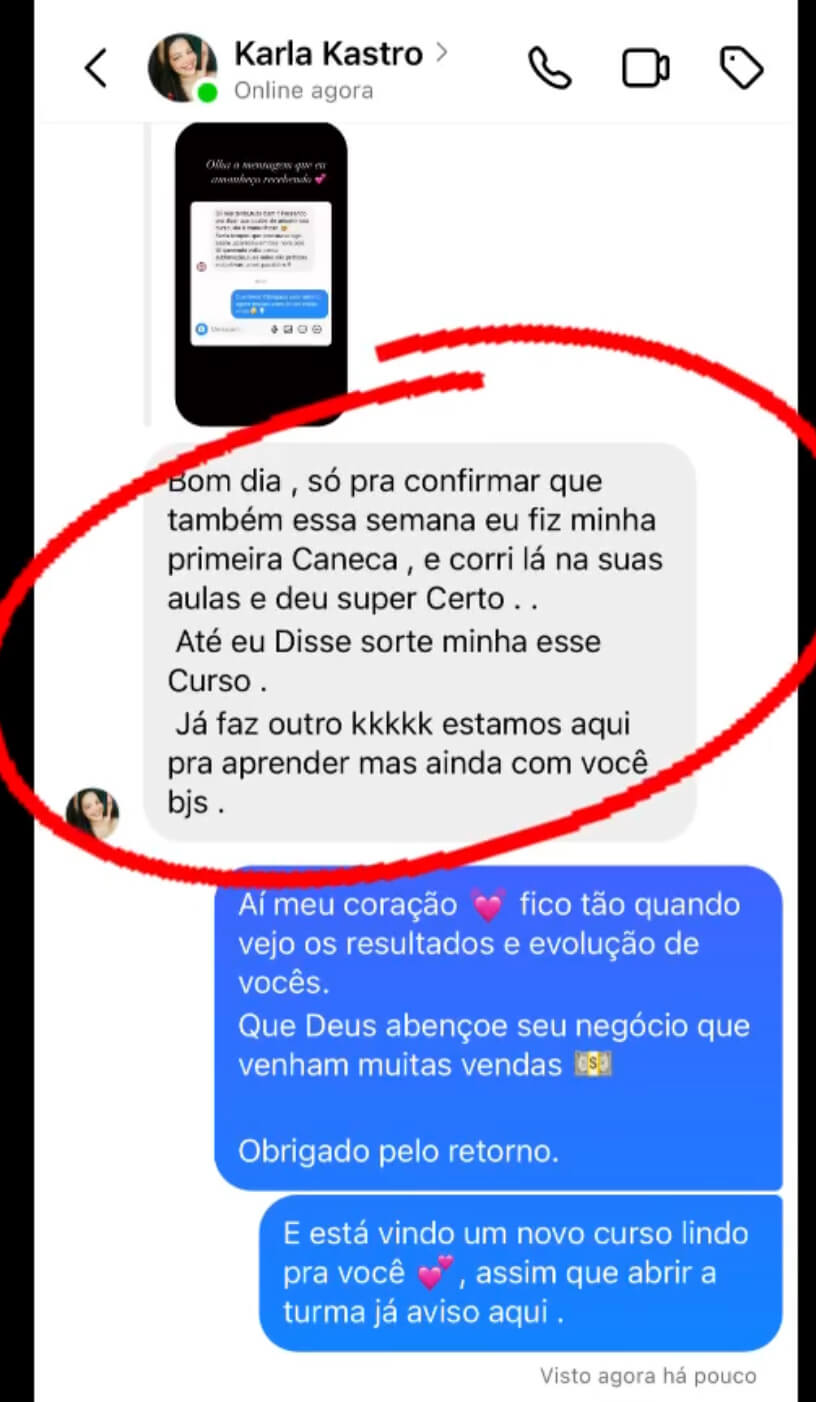 Karla Kastro
Online agora
Olha a mensagem que eu
amanheço recebendo 💕
Bom dia , só pra confirmar que
também essa semana eu fiz minha
primeira Caneca , e corri lá na suas
aulas e deu super Certo . .
Até eu Disse sorte minha esse
Curso .
Já faz outro kkkkk estamos aqui
pra aprender mas ainda com você
bjs .
Aí meu coração 💓 fico tão quando
vejo os resultados e evolução de
vocês.
Que Deus abençoe seu negócio que
venham muitas vendas 💵
Obrigado pelo retorno.
E está vindo um novo curso lindo
pra você 💕 , assim que abrir a
turma já aviso aqui .
Visto agora há pouco